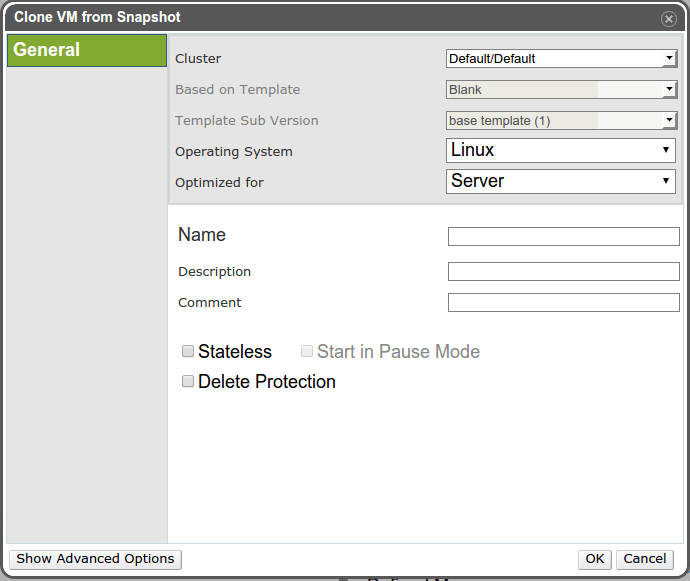 Clone VM from Snapshot
General
Cluster
Default/Default
Based on Template
Blank
Template Sub Version
base template (1)
Operating System
Linux
Optimized for
Server
Name
Description
Comment
Stateless
Start in Pause Mode
Delete Protection
Show Advanced Options
OK
Cancel